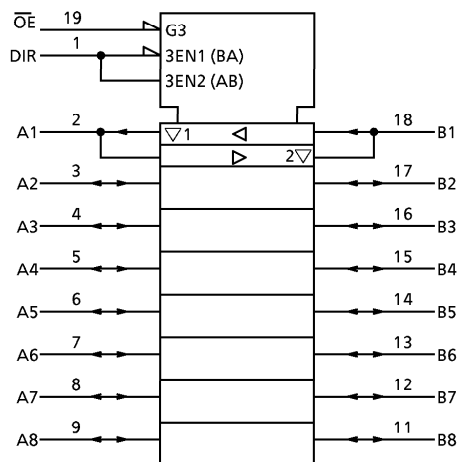 OE 19 G3
DIR 1 3EN1 (BA)
3EN2 (AB)
A1 2 1 18 B1
2
A2 3 17 B2
A3 4 16 B3
A4 5 15 B4
A5 6 14 B5
A6 7 13 B6
A7 8 12 B7
A8 9 11 B8